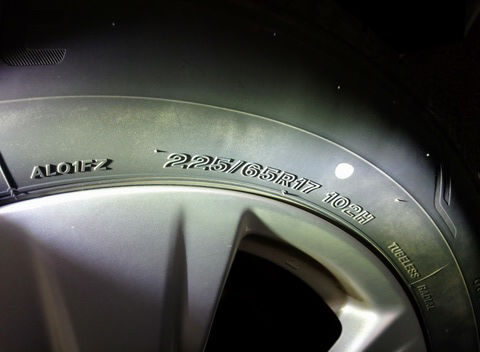 AL01FZ
225/65R17 102H
TUBELESS
RADIAL